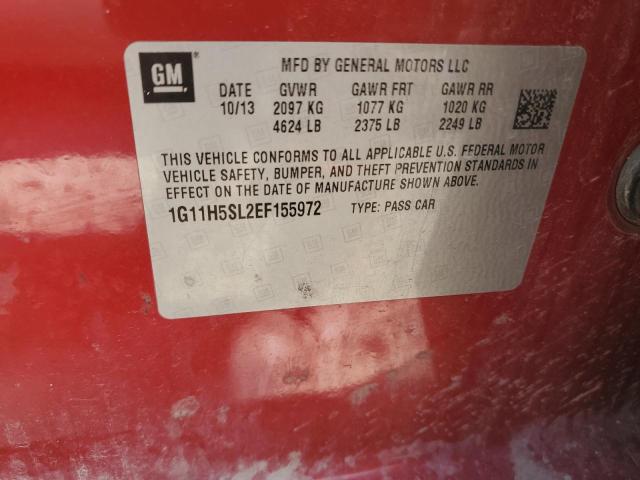 GM
MFD BY GENERAL MOTORS LLC
DATE GVWR GAWR FRT GAWR RR
10/13 2097 KG 1077 KG 1020 KG
4624 LB 2375 LB 2249 LB
THIS VEHICLE CONFORMS TO ALL APPLICABLE U.S. FEDERAL MOTOR
VEHICLE SAFETY, BUMPER, AND THEFT PREVENTION STANDARDS IN
EFFECT ON THE DATE OF MANUFACTURE SHOWN ABOVE.
1G11H5SL2EF155972 TYPE: PASS CAR